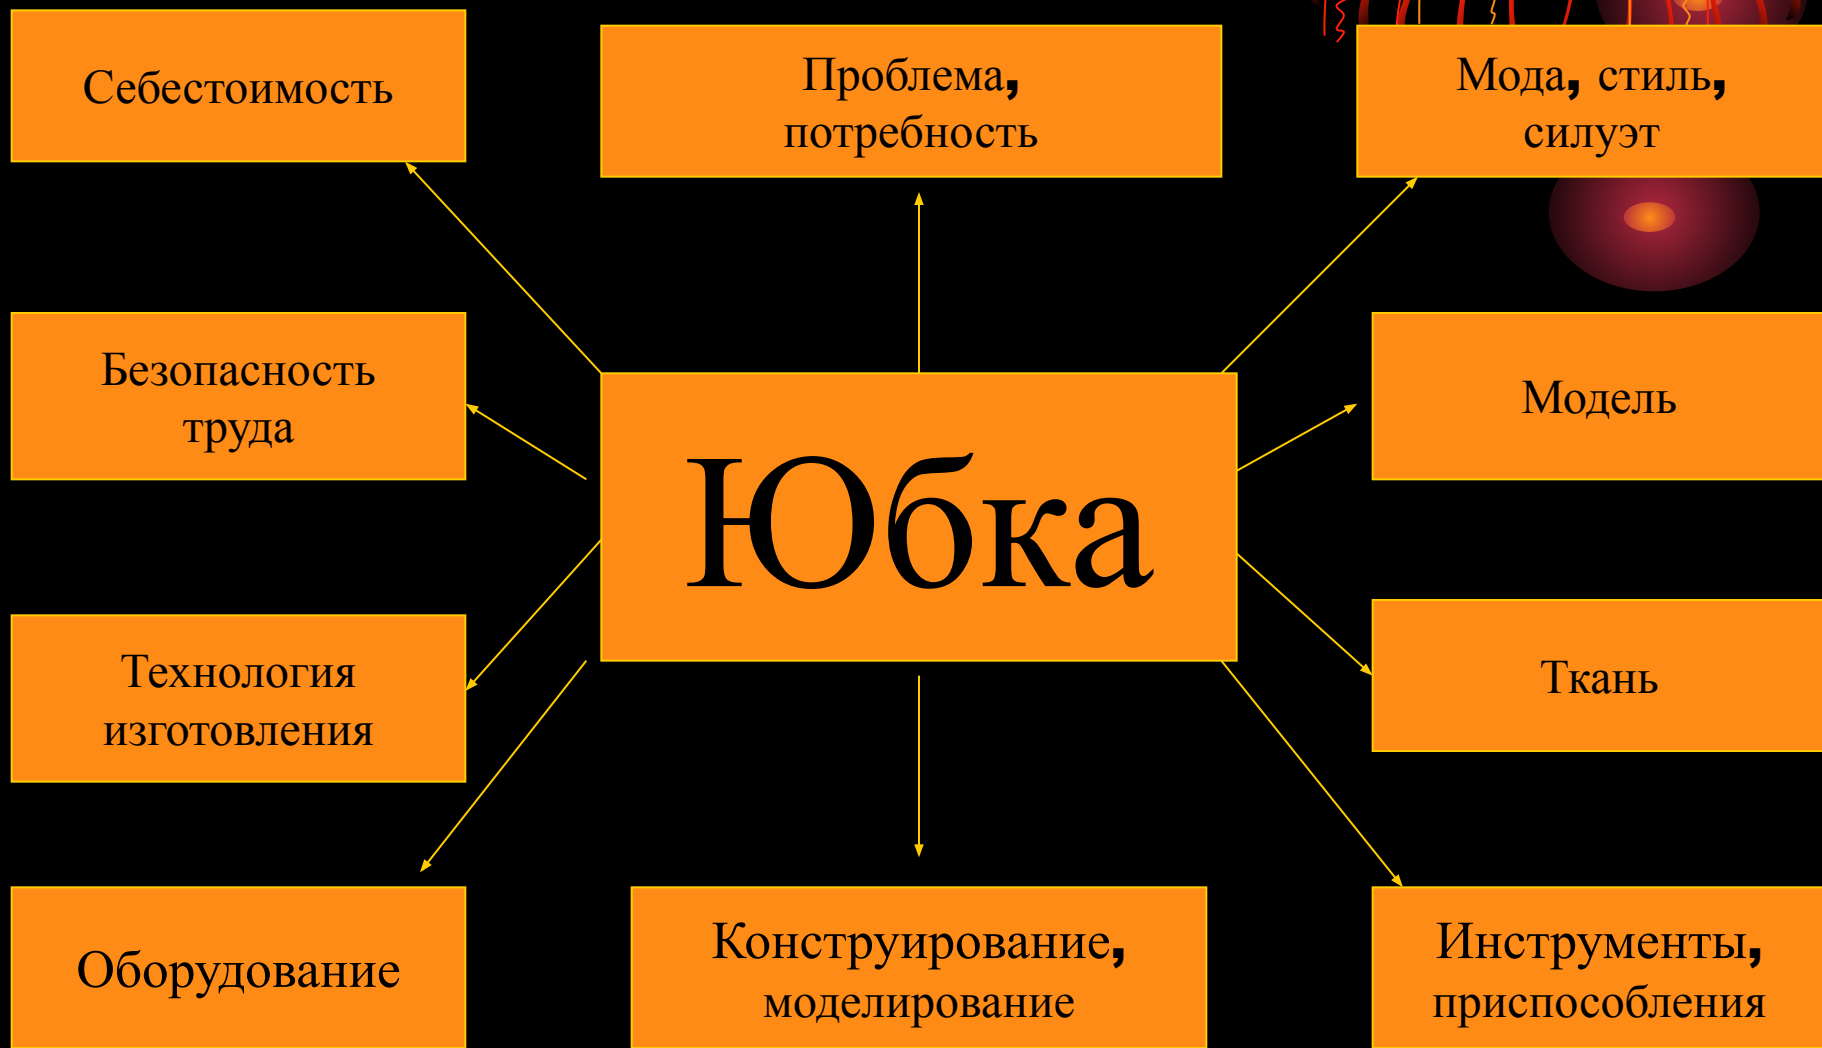 Себестоимость
Проблема,
потребность
Мода, стиль,
силуэт
Безопасность
труда
Модель
Юбка
Технология
изготовления
Ткань
Оборудование
Конструирование,
моделирование
Инструменты,
приспособления